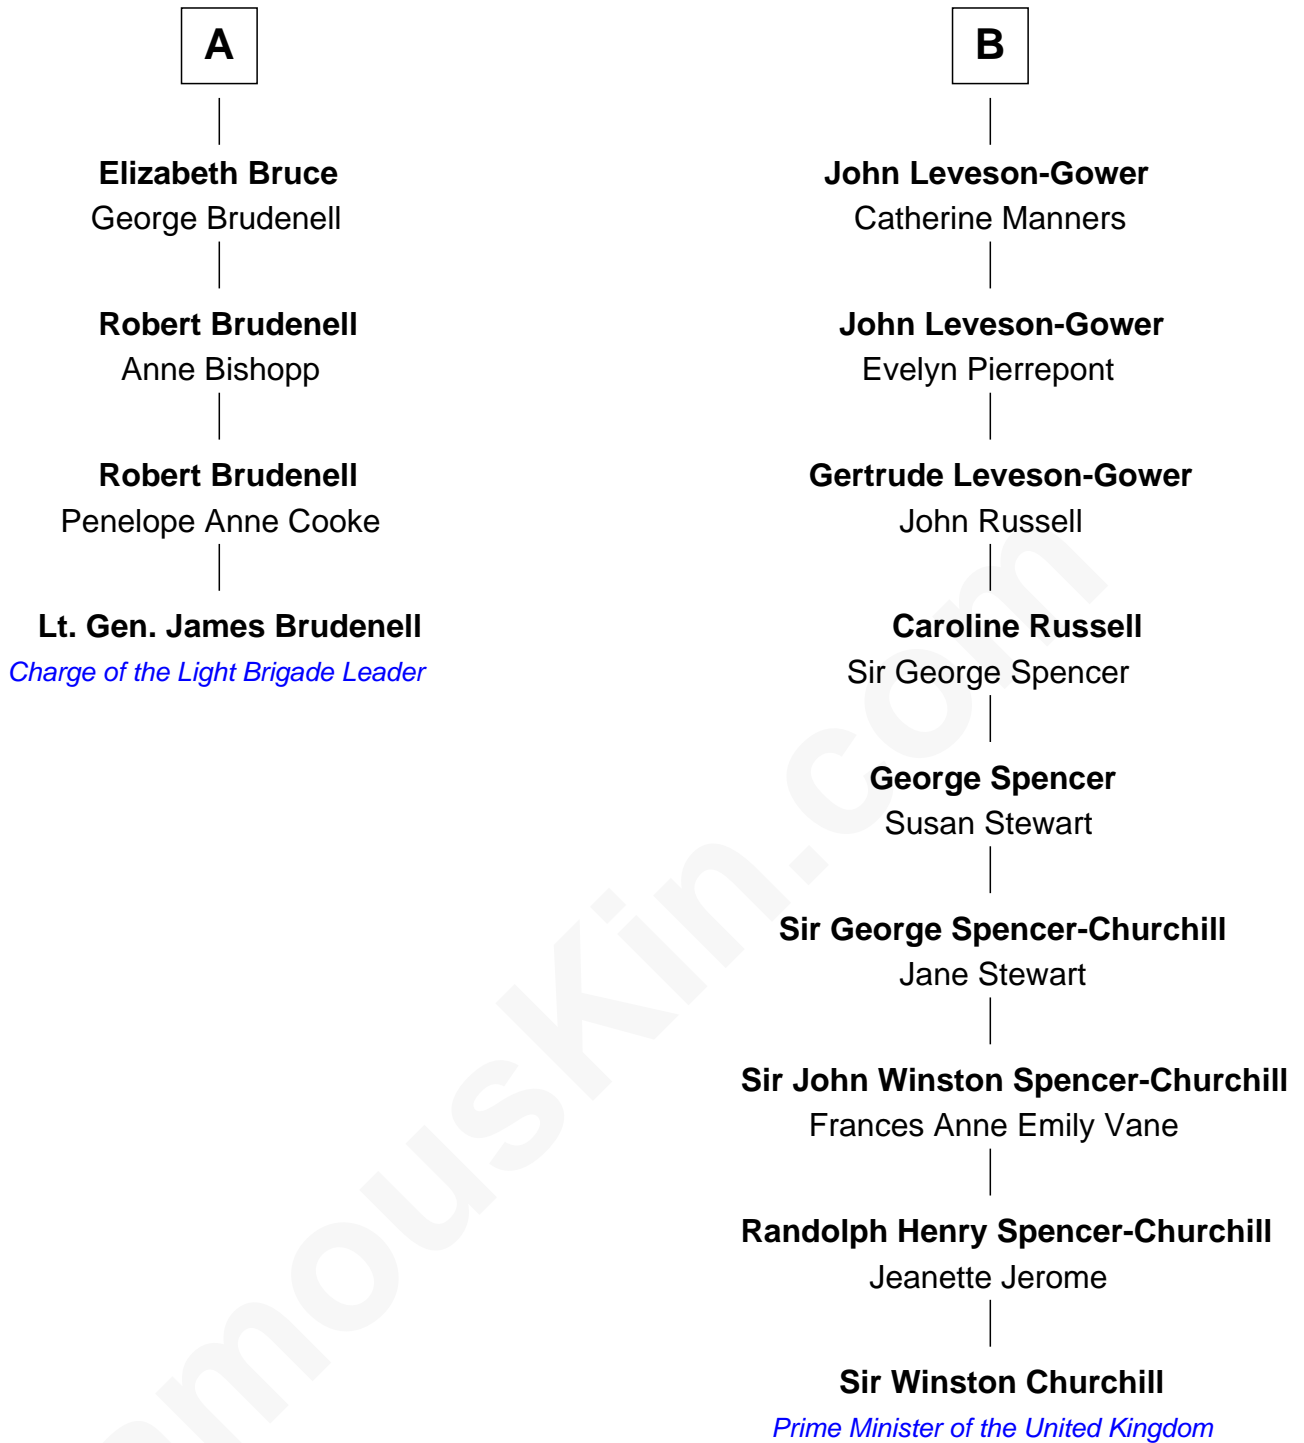 A
Elizabeth Bruce
George Brudenell
Robert Brudenell
Anne Bishopp
Robert Brudenell
Penelope Anne Cooke
Lt. Gen. James Brudenell
Charge of the Light Brigade Leader
B
John Leveson-Gower
Catherine Manners
John Leveson-Gower
Evelyn Pierrepont
Gertrude Leveson-Gower
John Russell
Caroline Russell
Sir George Spencer
George Spencer
Susan Stewart
Sir George Spencer-Churchill
Jane Stewart
Sir John Winston Spencer-Churchill
Frances Anne Emily Vane
Randolph Henry Spencer-Churchill
Jeanette Jerome
Sir Winston Churchill
Prime Minister of the United Kingdom
amousKin.com